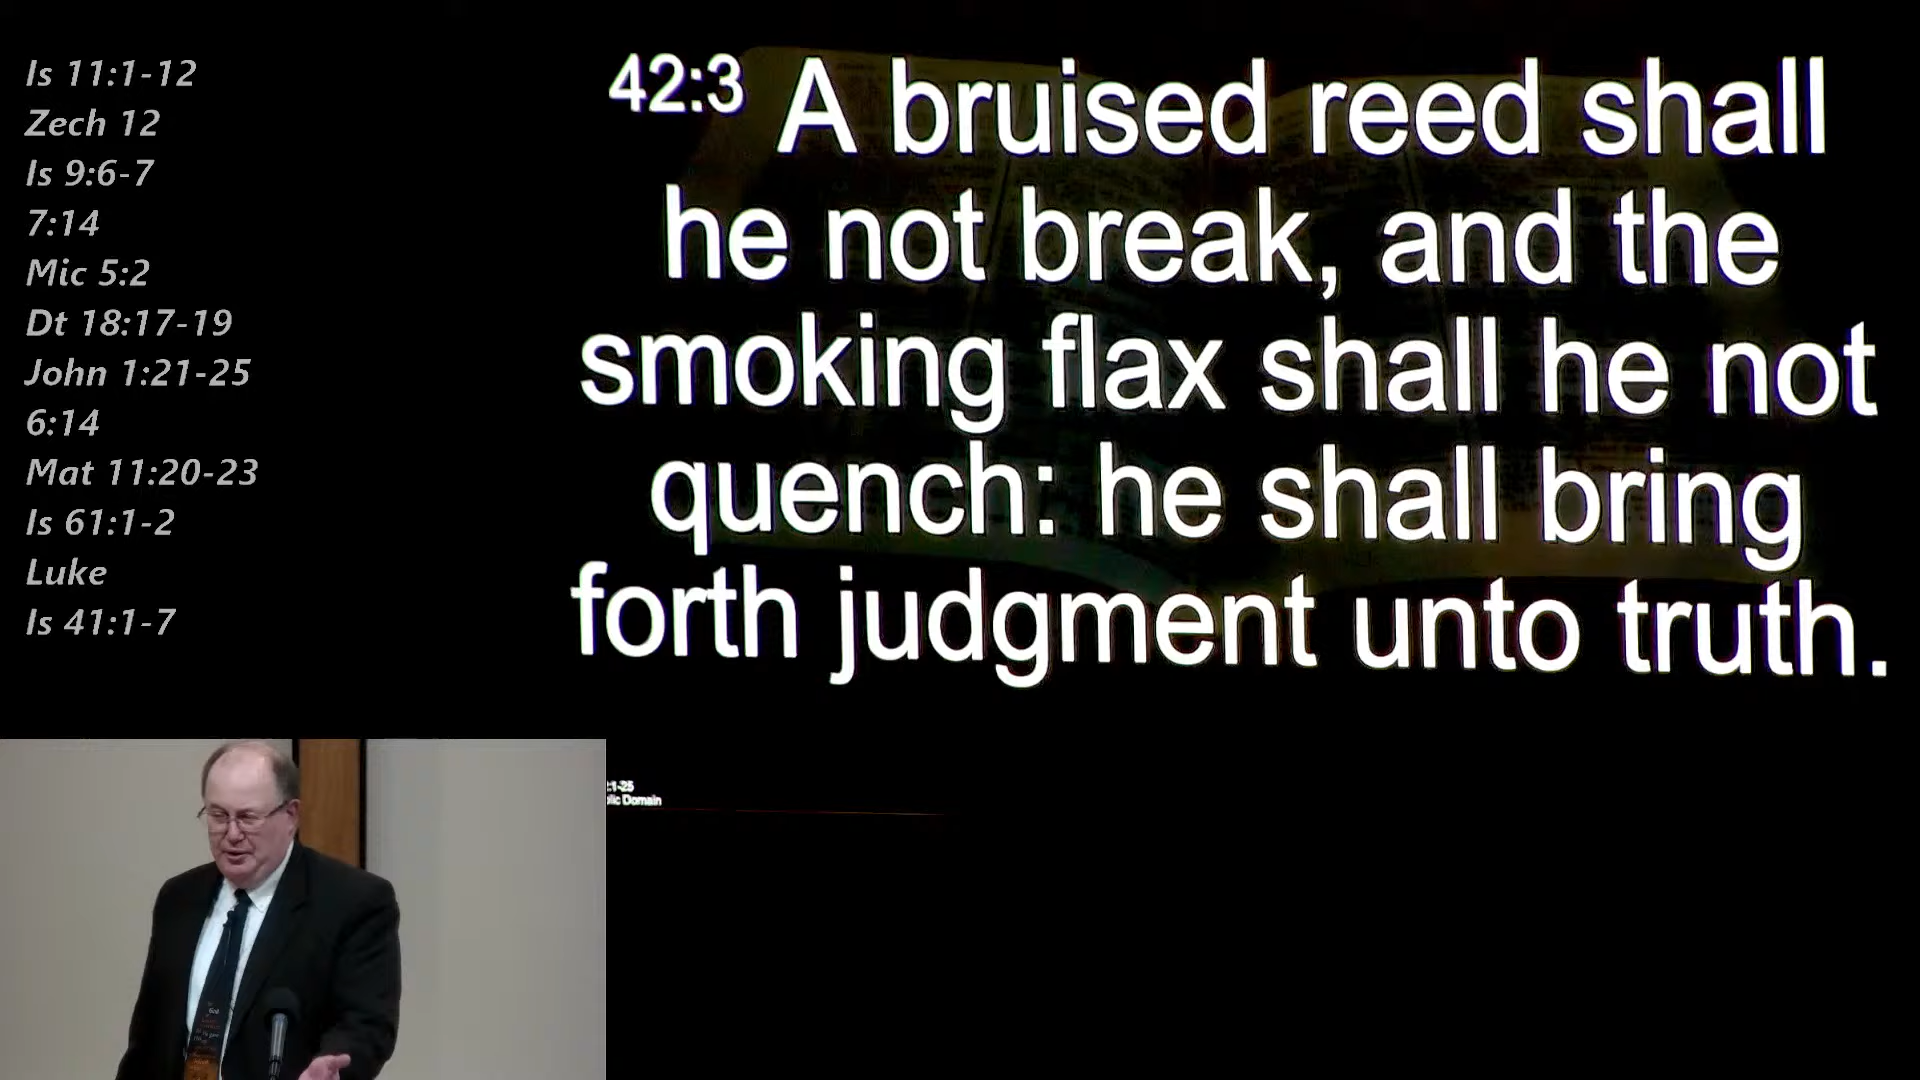 Is 11:1-12
Zech 12
Is 9:6-7
7:14
Mic 5:2
Dt 18:17-19
John 1:21-25
6:14
Mat 11:20-23
Is 61:1-2
Luke
Is 41:1-7
42:3 A bruised reed shall
he not break, and the
smoking flax shall he not
quench: he shall bring
forth judgment unto truth.
:1-25
Domain